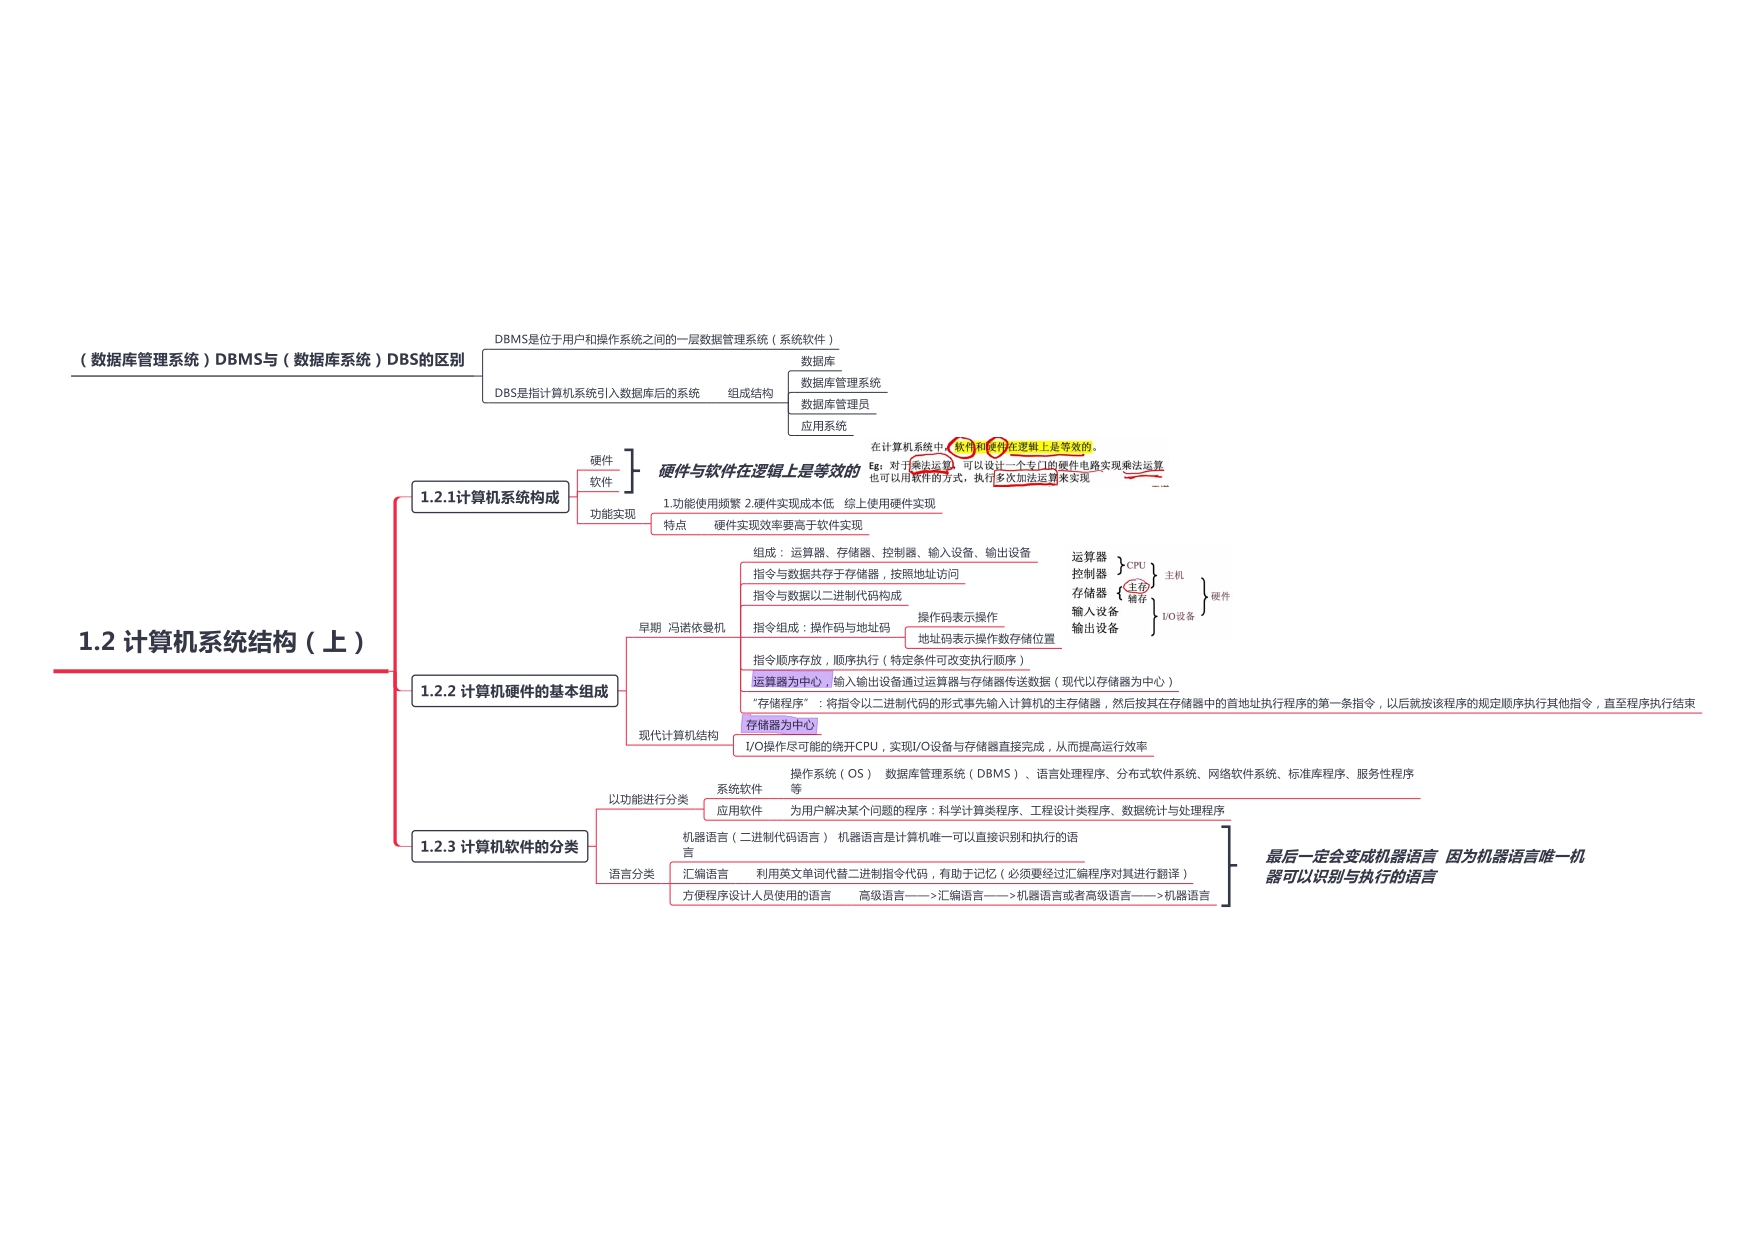 DBMS是位于用户和操作系统之间的一层数据管理系统（系统软件）
（数据库管理系统）DBMS与（数据库系统）DBS的区别
DBS是指计算机系统引入数据库后的系统
组成结构
数据库
数据库管理系统
数据库管理员
应用系统
1.2 计算机系统结构（上）
1.2.1计算机系统构成
硬件
软件
硬件与软件在逻辑上是等效的
在计算机系统中，软件和硬件在逻辑上是等效的。
Eg：对于乘法运算，可以设计一个专门的硬件电路实现乘法运算
也可以用软件的方式，执行多次加法运算来实现
功能实现
1.功能使用频繁 2.硬件实现成本低 综上使用硬件实现
特点 硬件实现效率要高于软件实现
1.2.2 计算机硬件的基本组成
早期 冯诺依曼机
组成： 运算器、存储器、控制器、输入设备、输出设备
指令与数据共存于存储器，按照地址访问
指令与数据以二进制代码构成
指令组成：操作码与地址码
操作码表示操作
地址码表示操作数存储位置
指令顺序存放，顺序执行（特定条件可改变执行顺序）
运算器为中心，输入输出设备通过运算器与存储器传送数据（现代以存储器为中心）
“存储程序”：将指令以二进制代码的形式事先输入计算机的主存储器，然后按其在存储器中的首地址执行程序的第一条指令，以后就按该程序的规定顺序执行其他指令，直至程序执行结束
运算器
控制器
存储器
输入设备
输出设备
CPU
主存
辅存
主机
I/O设备
硬件
现代计算机结构
存储器为中心
I/O操作尽可能的绕开CPU，实现I/O设备与存储器直接完成，从而提高运行效率
1.2.3 计算机软件的分类
以功能进行分类
系统软件
操作系统（OS） 数据库管理系统（DBMS）、语言处理程序、分布式软件系统、网络软件系统、标准库程序、服务性程序
等
应用软件 为用户解决某个问题的程序：科学计算类程序、工程设计类程序、数据统计与处理程序
语言分类
机器语言（二进制代码语言） 机器语言是计算机唯一可以直接识别和执行的语
言
汇编语言 利用英文单词代替二进制指令代码，有助于记忆（必须要经过汇编程序对其进行翻译）
方便程序设计人员使用的语言 高级语言——>汇编语言——>机器语言或者高级语言——>机器语言
最后一定会变成机器语言 因为机器语言唯一机
器可以识别与执行的语言